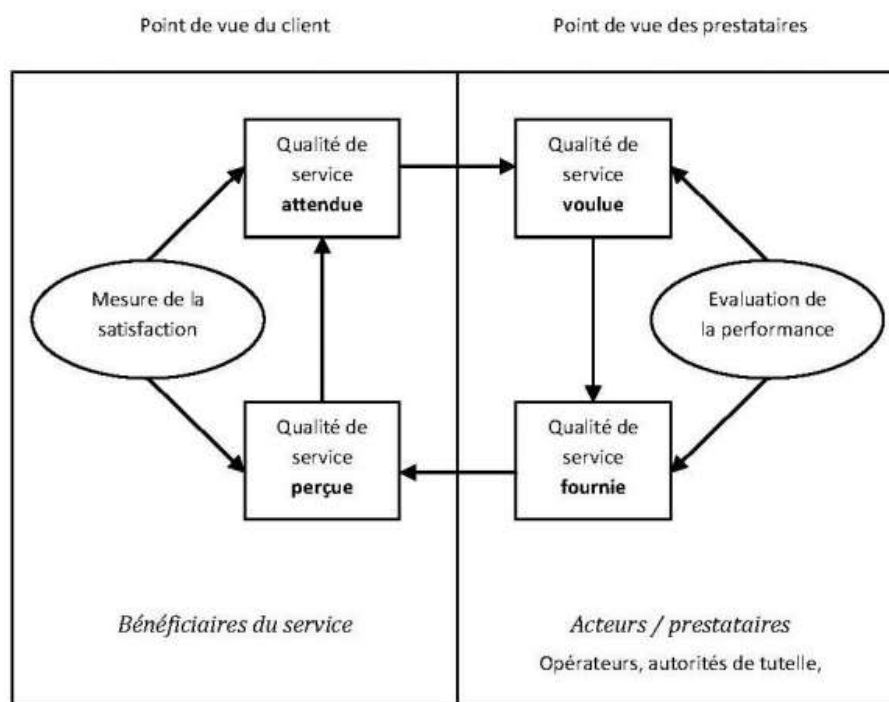 Point de vue du client
Point de vue des prestataires
Qualité de
service
attendue
Qualité de
service
voulue
Mesure de la
satisfaction
Evaluation de
la performance
Qualité de
service
perçue
Qualité de
service
fournie
Bénéficiaires du service
Acteurs / prestataires
Opérateurs, autorités de tutelle,